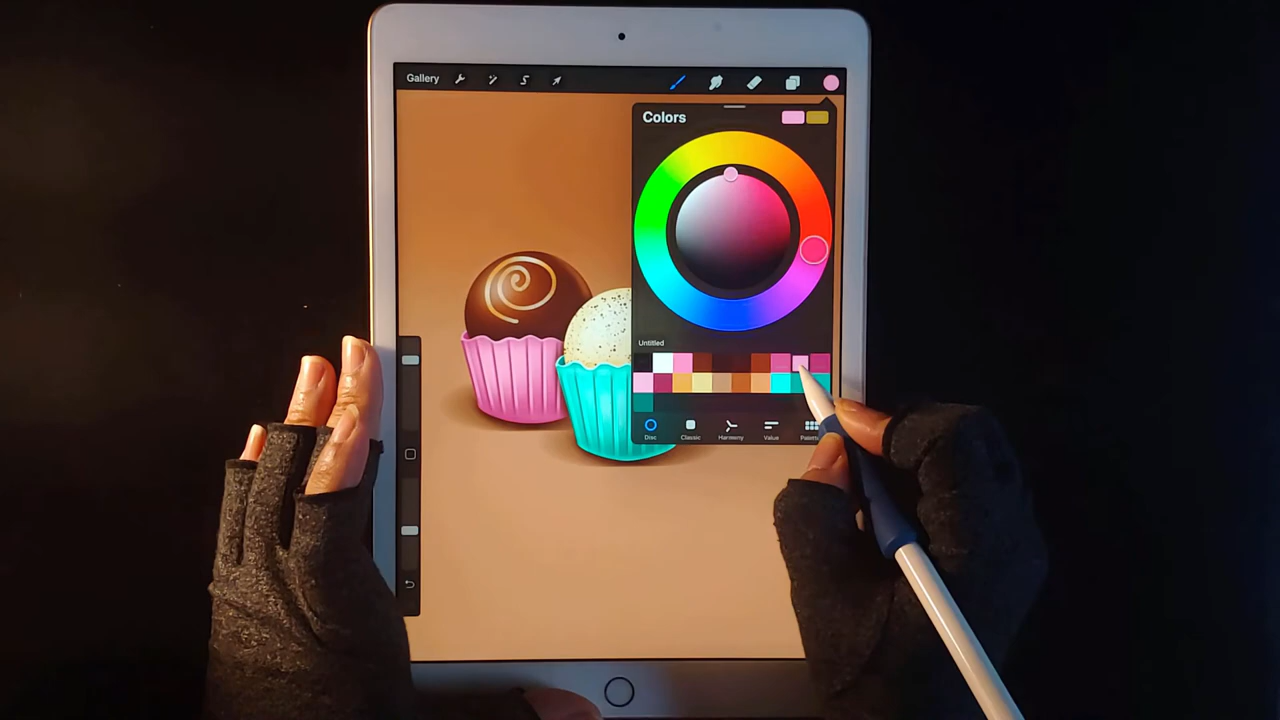 Gallery
Colors
Untitled
Disc
Classic
Harmony
Value